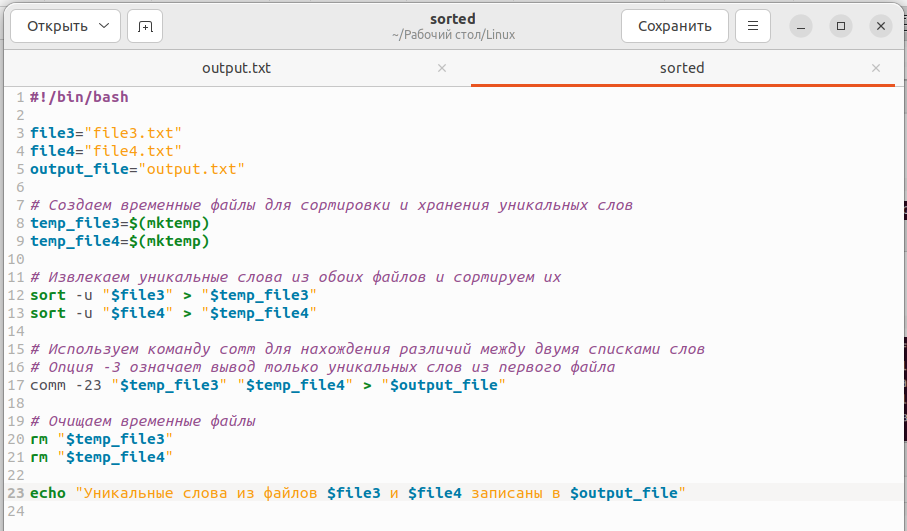 Открыть
sorted
~/Рабочий стол/Linux
Сохранить
output.txt
sorted
1 #!/bin/bash
2
3 file3="file3.txt"
4 file4="file4.txt"
5 output_file="output.txt"
6
7 # Создаем временные файлы для сортировки и хранения уникальных слов
8 temp_file3=$(mktemp)
9 temp_file4=$(mktemp)
10
11 # Извлекаем уникальные слова из обоих файлов и сортируем их
12 sort -u "$file3" > "$temp_file3"
13 sort -u "$file4" > "$temp_file4"
14
15 # Используем команду comm для нахождения различий между двумя списками слов
16 # Опция -3 означает вывод только уникальных слов из первого файла
17 comm -23 "$temp_file3" "$temp_file4" > "$output_file"
18
19 # Очищаем временные файлы
20 rm "$temp_file3"
21 rm "$temp_file4"
22
23 echo "Уникальные слова из файлов $file3 и $file4 записаны в $output_file"
24